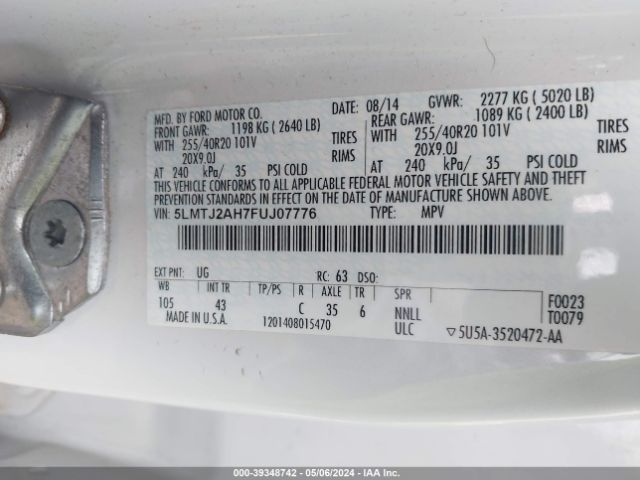 MFD. BY FORD MOTOR CO.
DATE: 08/14 GVWR: 2277 KG ( 5020 LB)
FRONT GAWR: 1198 KG ( 2640 LB) REAR GAWR: 1089 KG ( 2400 LB)
WITH 255/40R20 101V TIRES WITH 255/40R20 101V TIRES
20X9.0J RIMS 20X9.0J RIMS
AT 240 kPa/ 35 PSI COLD AT 240 kPa/ 35 PSI COLD
THIS VEHICLE CONFORMS TO ALL APPLICABLE FEDERAL MOTOR VEHICLE SAFETY AND THEFT
PREVENTION STANDARDS IN EFFECT ON THE DATE OF MANUFACTURE SHOWN ABOVE.
VIN: 5LMTJ2AH7FUJ07776 TYPE: MPV
EXT PNT: UG RC: 63 DSO:
WB INT TR TP/PS R AXLE TR SPR
105 43 C 35 6 NNLL F0023
MADE IN U.S.A. 1201408015470 ULC ▽5U5A-3520472-AA T0079
000-39348742 - 05/06/2024 - IAA Inc.